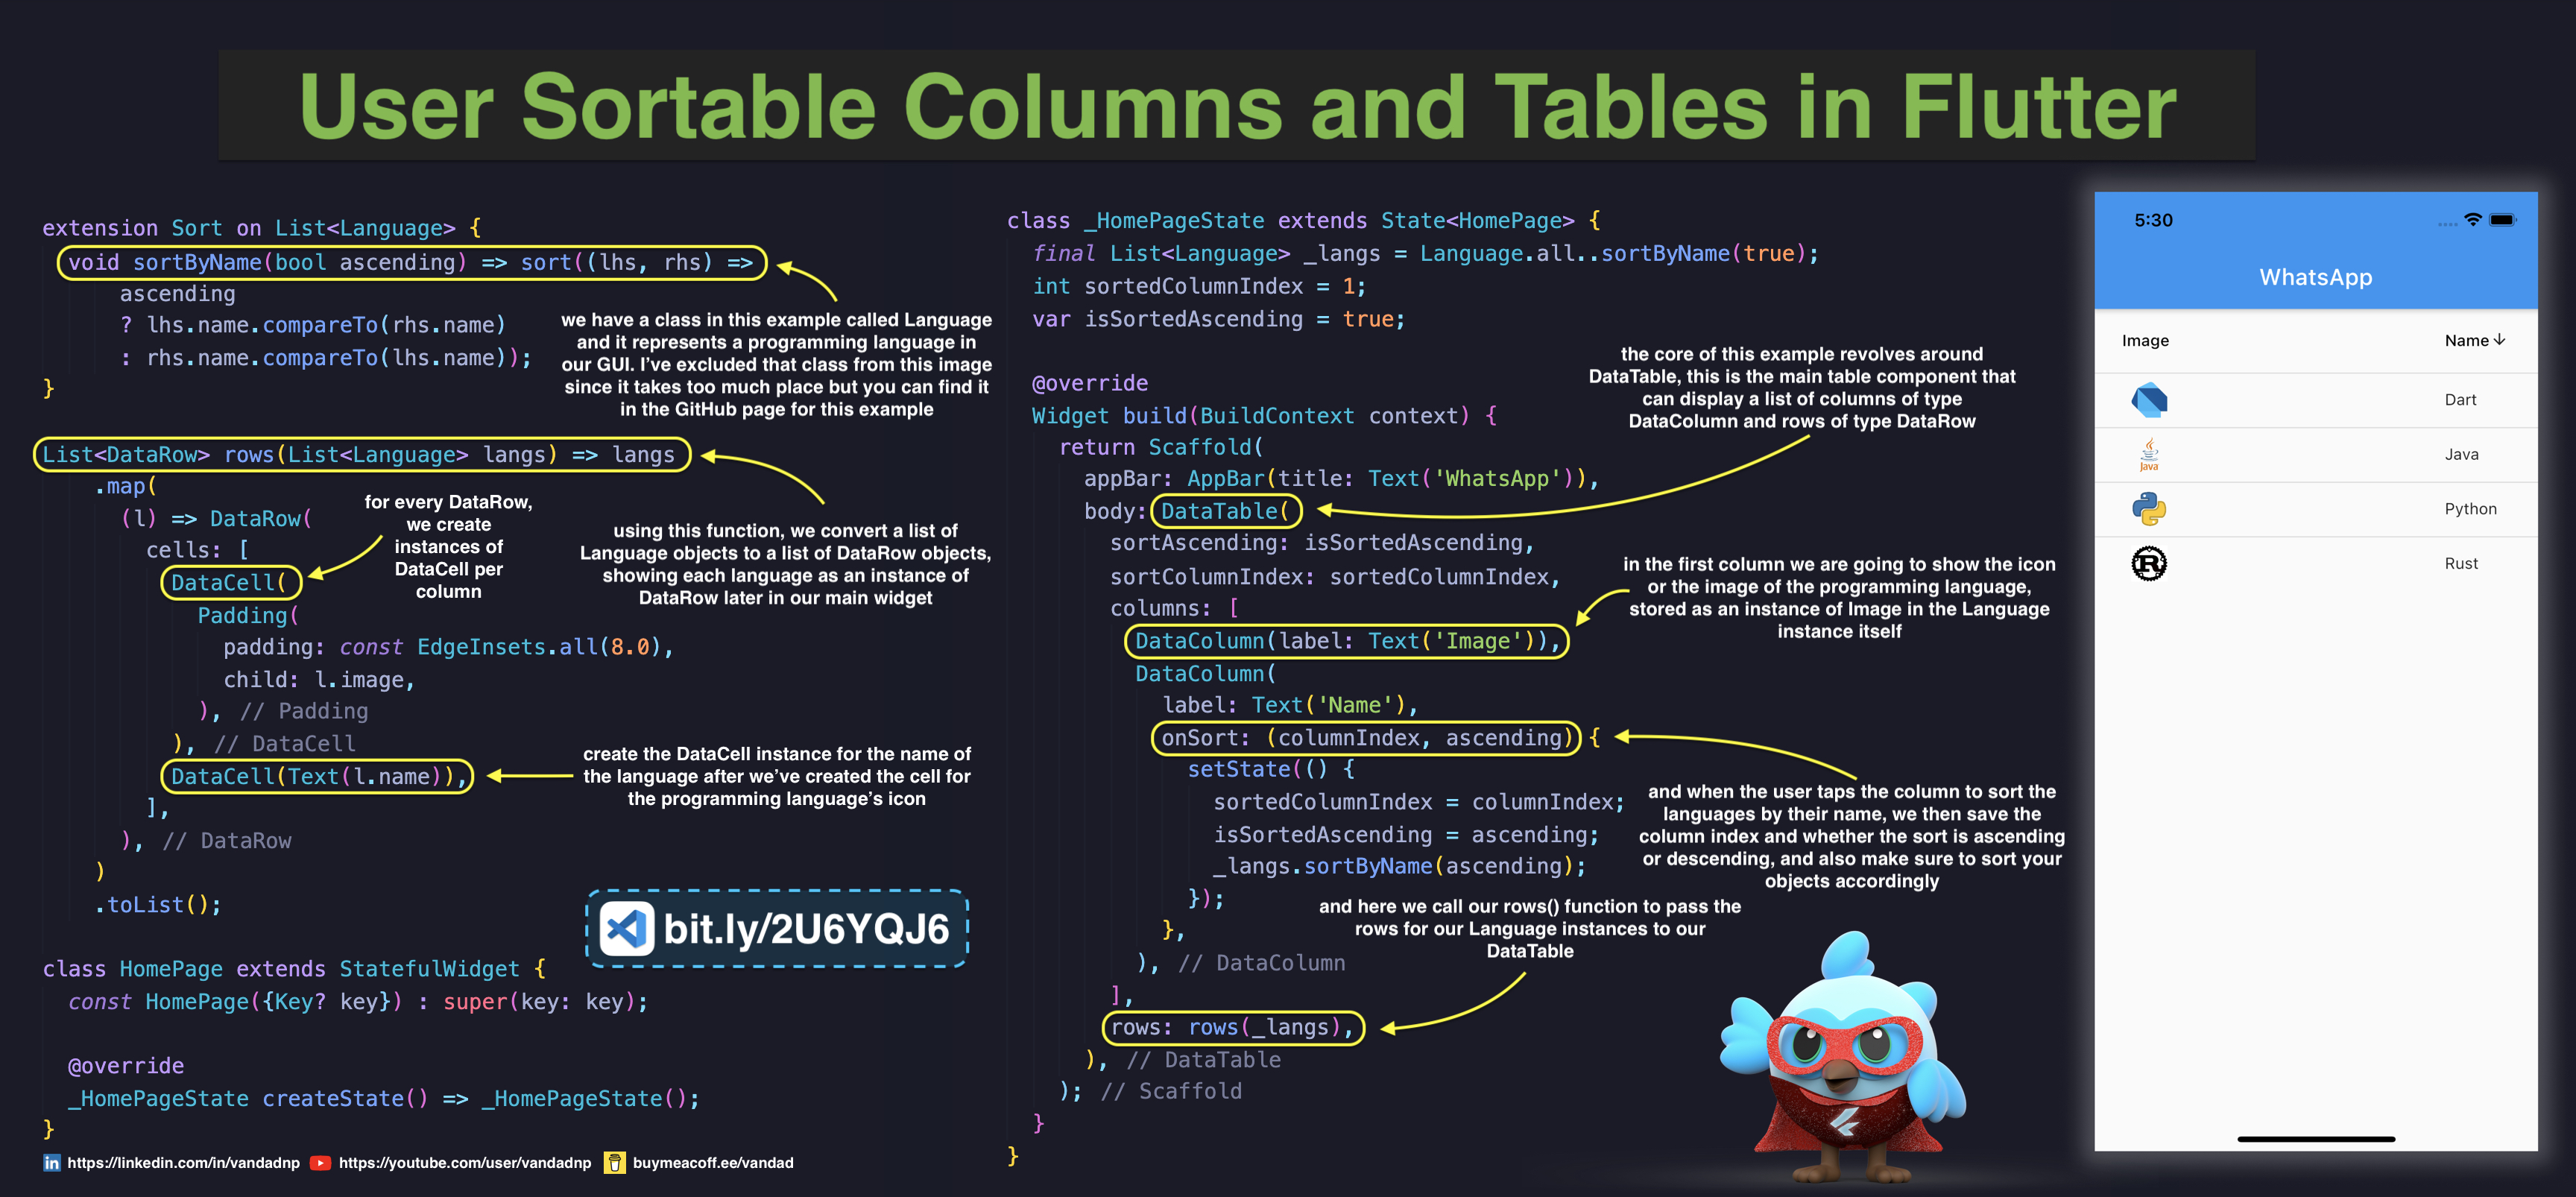 User Sortable Columns and Tables in Flutter
extension Sort on List<Language> {
void sortByName(bool ascending) => sort((lhs, rhs) =>
ascending
? lhs.name.compareTo(rhs.name)
: rhs.name.compareTo(lhs.name));
}
we have a class in this example called Language
and it represents a programming language in
our GUI. I’ve excluded that class from this image
since it takes too much place but you can find it
in the GitHub page for this example
List<DataRow> rows(List<Language> langs) => langs
.map(
(l) => DataRow(
cells: [
DataCell(
Padding(
padding: const EdgeInsets.all(8.0),
child: l.image,
), // Padding
), // DataCell
DataCell(Text(l.name)),
],
), // DataRow
)
.toList();
for every DataRow,
we create
instances of
DataCell per
column
using this function, we convert a list of
Language objects to a list of DataRow objects,
showing each language as an instance of
DataRow later in our main widget
create the DataCell instance for the name of
the language after we’ve created the cell for
the programming language’s icon
bit.ly/2U6YQJ6
class HomePage extends StatefulWidget {
const HomePage({Key? key}) : super(key: key);
@override
_HomePageState createState() => _HomePageState();
}
https://linkedin.com/in/vandadnp https://youtube.com/user/vandadnp buymeacoff.ee/vandad
class _HomePageState extends State<HomePage> {
final List<Language> _langs = Language.all..sortByName(true);
int sortedColumnIndex = 1;
var isSortedAscending = true;
@override
Widget build(BuildContext context) {
return Scaffold(
appBar: AppBar(title: Text('WhatsApp')),
body: DataTable(
sortAscending: isSortedAscending,
sortColumnIndex: sortedColumnIndex,
columns: [
DataColumn(label: Text('Image')),
DataColumn(
label: Text('Name'),
onSort: (columnIndex, ascending) {
setState(() {
sortedColumnIndex = columnIndex;
isSortedAscending = ascending;
_langs.sortByName(ascending);
});
},
), // DataColumn
],
rows: rows(_langs),
), // DataTable
); // Scaffold
}
}
the core of this example revolves around
DataTable, this is the main table component that
can display a list of columns of type
DataColumn and rows of type DataRow
in the first column we are going to show the icon
or the image of the programming language,
stored as an instance of Image in the Language
instance itself
and when the user taps the column to sort the
languages by their name, we then save the
column index and whether the sort is ascending
or descending, and also make sure to sort your
objects accordingly
and here we call our rows() function to pass the
rows for our Language instances to our
DataTable
5:30
WhatsApp
Image Name
Dart
Java Java
Python
R Rust